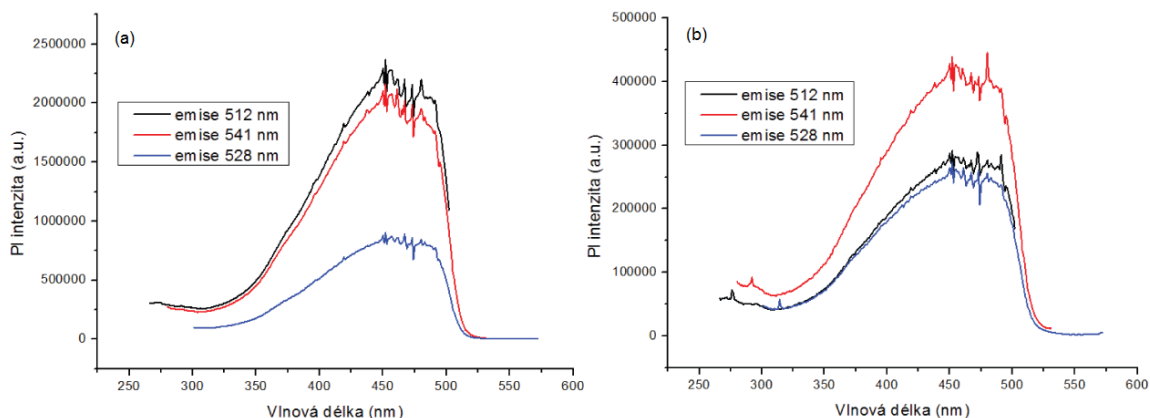 (a)
2500000
2000000
1500000
1000000
500000
0
PI intenzita (a.u.)
emise 512 nm
emise 541 nm
emise 528 nm
250 300 350 400 450 500 550 600
Vlnová délka (nm)
(b)
500000
400000
300000
200000
100000
0
PI intenzita (a.u.)
emise 512 nm
emise 541 nm
emise 528 nm
250 300 350 400 450 500 550 600
Vlnová délka (nm)